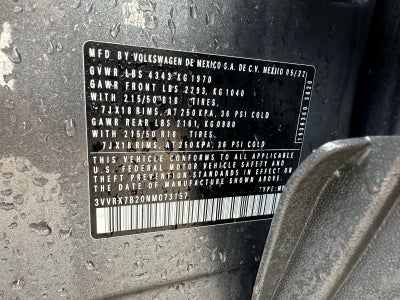 MFD BY VOLKSWAGEN DE MEXICO S.A. DE C.V. MEXICO 05/22
GVWR LBS 4343 KG 1970
GAWR FRONT LBS 2293, KG 1040
WITH 215/50 R18 TIRES,
-7JX18 RIMS, AT 250 KPA, 36 PSI COLD
GAWR REAR LBS 2161, KG 0980
WITH 215/50 R18 TIRES,
-7JX18 RIMS, AT 250 KPA, 36 PSI COLD
THIS VEHICLE CONFORMS TO ALL APPLICABLE
U.S. FEDERAL MOTOR VEHICLE SAFETY AND
THEFT PREVENTION STANDARDS IN EFFECT ON
THE DATE OF MANUFACTURE SHOWN ABOVE.
TYPE: